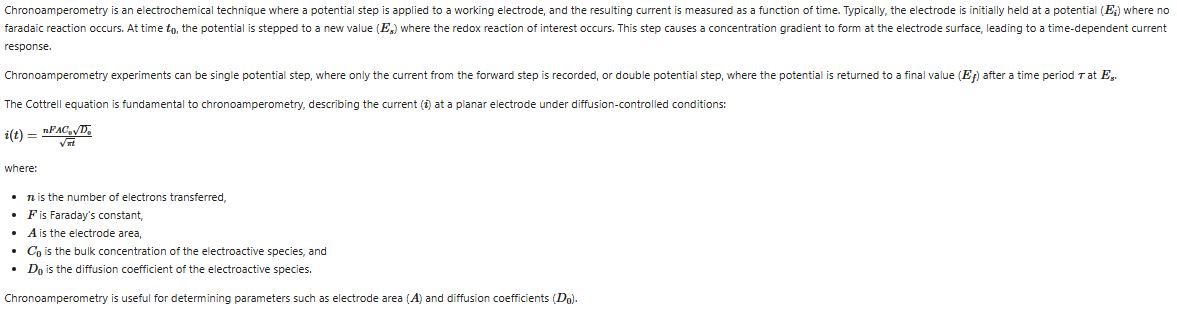 Chronoamperometry is an electrochemical technique where a potential step is applied to a working electrode, and the resulting current is measured as a function of time. Typically, the electrode is initially held at a potential (E_i) where no
faradaic reaction occurs. At time t_0, the potential is stepped to a new value (E_s) where the redox reaction of interest occurs. This step causes a concentration gradient to form at the electrode surface, leading to a time-dependent current
response.
Chronoamperometry experiments can be single potential step, where only the current from the forward step is recorded, or double potential step, where the potential is returned to a final value (E_f) after a time period τ at E_s.
The Cottrell equation is fundamental to chronoamperometry, describing the current (i) at a planar electrode under diffusion-controlled conditions:
i(t) = nFAC_o√D_o / √πt
where:
• n is the number of electrons transferred,
• F is Faraday's constant,
• A is the electrode area,
• C_0 is the bulk concentration of the electroactive species, and
• D_0 is the diffusion coefficient of the electroactive species.
Chronoamperometry is useful for determining parameters such as electrode area (A) and diffusion coefficients (D_0).